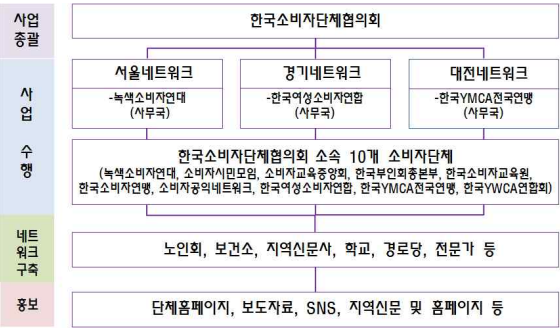 사업
총괄
한국소비자단체협의회
서울네트워크
경기네트워크
대전네트워크
-녹색소비자연대
(사무국)
-한국여성소비자연합
(사무국)
-한국YMCA전국연맹
(사무국)
사
업
수
행
한국소비자단체협의회 소속 10개 소비자단체
(녹색소비자연대, 소비자시민모임, 소비자교육중앙회, 한국부인회총본부, 한국소비자교육원,
한국소비자연맹, 소비자공익네트워크, 한국여성소비자연합, 한국YMCA전국연맹, 한국YWCA연합회)
네트
워크
구축
노인회, 보건소, 지역신문사, 학교, 경로당, 전문가 등
홍보
단체홈페이지, 보도자료, SNS, 지역신문 및 홈페이지 등